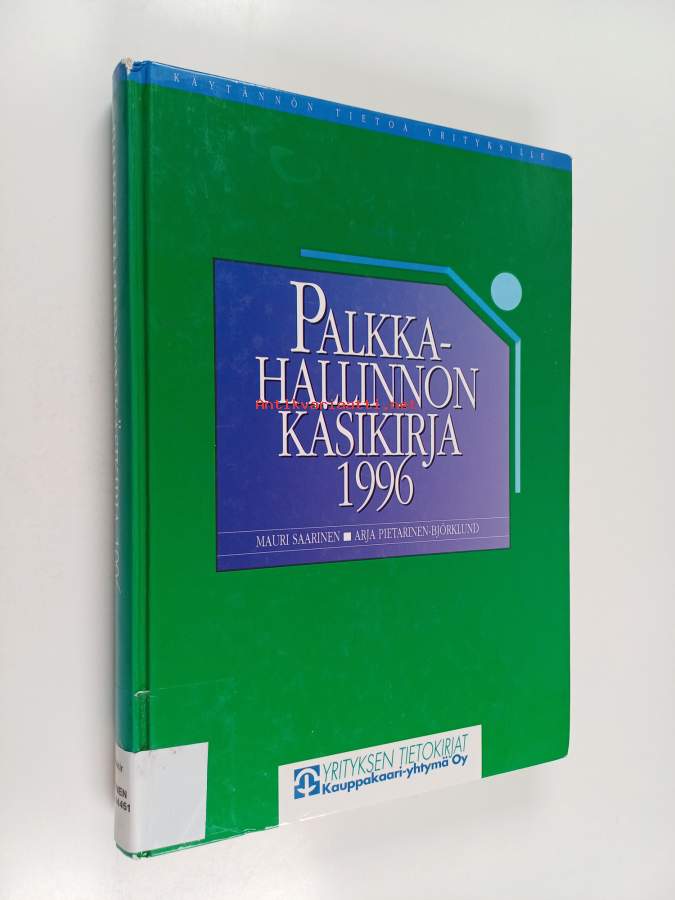 KÄYTÄNNÖN TIETOA YRITYKSILLE
PALKKA-
HALLINNON
KÄSIKIRJA
1996
Antikvariaatti.net
MAURI SAARINEN ■ ARJA PIETARINEN-BJÖRKLUND
YRITYKSEN TIETOKIRJAT
Kauppakaari-yhtymä Oy